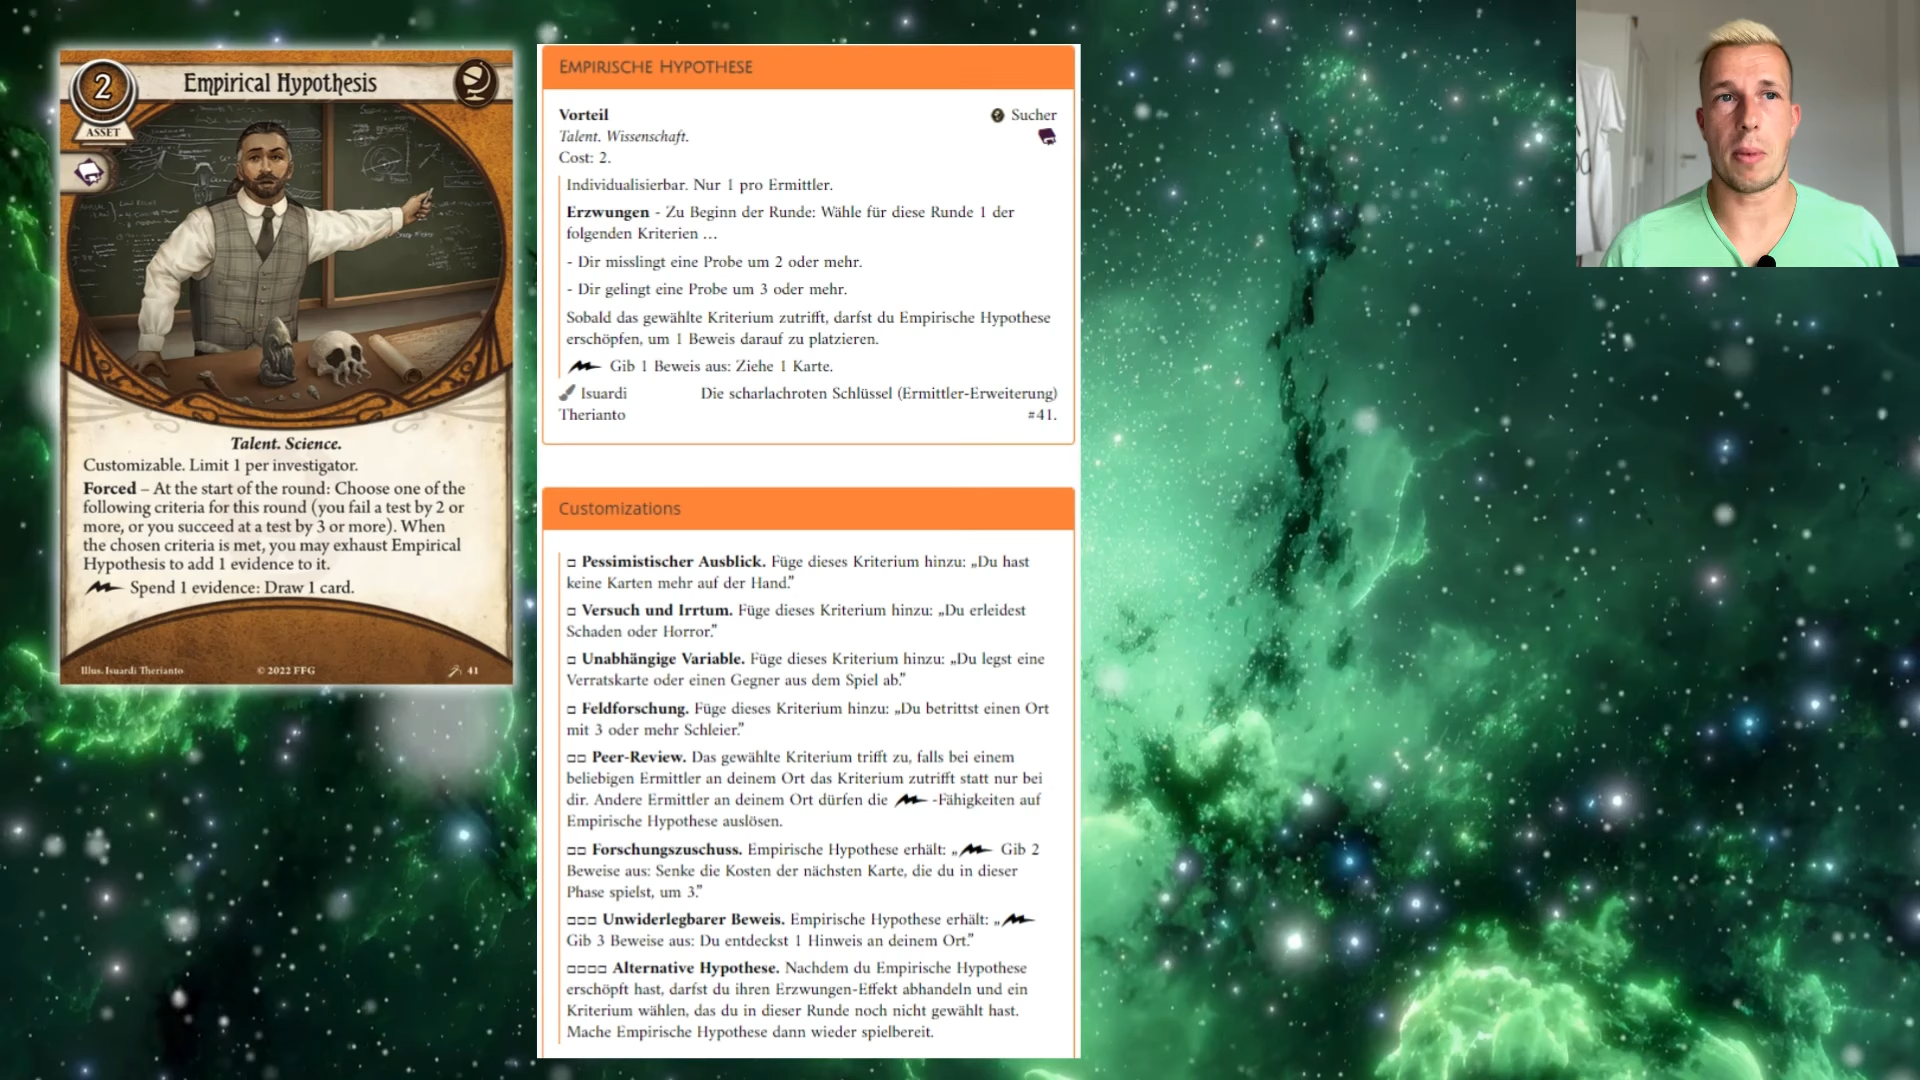 2
ASSET
Empirical Hypothesis
Talent. Science.
Customizable. Limit 1 per investigator.
Forced – At the start of the round: Choose one of the
following criteria for this round (you fail a test by 2 or
more, or you succeed at a test by 3 or more). When
the chosen criteria is met, you may exhaust Empirical
Hypothesis to add 1 evidence to it.
Spend 1 evidence: Draw 1 card.
Illus. Isuardi Therianto
© 2022 FFG
41
EMPIRISCHE HYPOTHESE
Vorteil
Sucher
Talent. Wissenschaft.
Cost: 2.
Individualisierbar. Nur 1 pro Ermittler.
Erzwungen - Zu Beginn der Runde: Wähle für diese Runde 1 der
folgenden Kriterien …
- Dir misslingt eine Probe um 2 oder mehr.
- Dir gelingt eine Probe um 3 oder mehr.
Sobald das gewählte Kriterium zutrifft, darfst du Empirische Hypothese
erschöpfen, um 1 Beweis darauf zu platzieren.
Gib 1 Beweis aus: Ziehe 1 Karte.
Isuardi
Therianto
Die scharlachroten Schlüssel (Ermittler-Erweiterung)
#41.
Customizations
□ Pessimistischer Ausblick. Füge dieses Kriterium hinzu: „Du hast
keine Karten mehr auf der Hand.”
□ Versuch und Irrtum. Füge dieses Kriterium hinzu: „Du erleidest
Schaden oder Horror.”
□ Unabhängige Variable. Füge dieses Kriterium hinzu: „Du legst eine
Verratskarte oder einen Gegner aus dem Spiel ab.”
□ Feldforschung. Füge dieses Kriterium hinzu: „Du betrittst einen Ort
mit 3 oder mehr Schleier.”
□□ Peer-Review. Das gewählte Kriterium trifft zu, falls bei einem
beliebigen Ermittler an deinem Ort das Kriterium zutrifft statt nur bei
dir. Andere Ermittler an deinem Ort dürfen die -Fähigkeiten auf
Empirische Hypothese auslösen.
□□ Forschungszuschuss. Empirische Hypothese erhält: „ Gib 2
Beweise aus: Senke die Kosten der nächsten Karte, die du in dieser
Phase spielst, um 3.”
□□□ Unwiderlegbarer Beweis. Empirische Hypothese erhält: „
Gib 3 Beweise aus: Du entdeckst 1 Hinweis an deinem Ort.”
□□□□ Alternative Hypothese. Nachdem du Empirische Hypothese
erschöpft hast, darfst du ihren Erzwungen-Effekt abhandeln und ein
Kriterium wählen, das du in dieser Runde noch nicht gewählt hast.
Mache Empirische Hypothese dann wieder spielbereit.